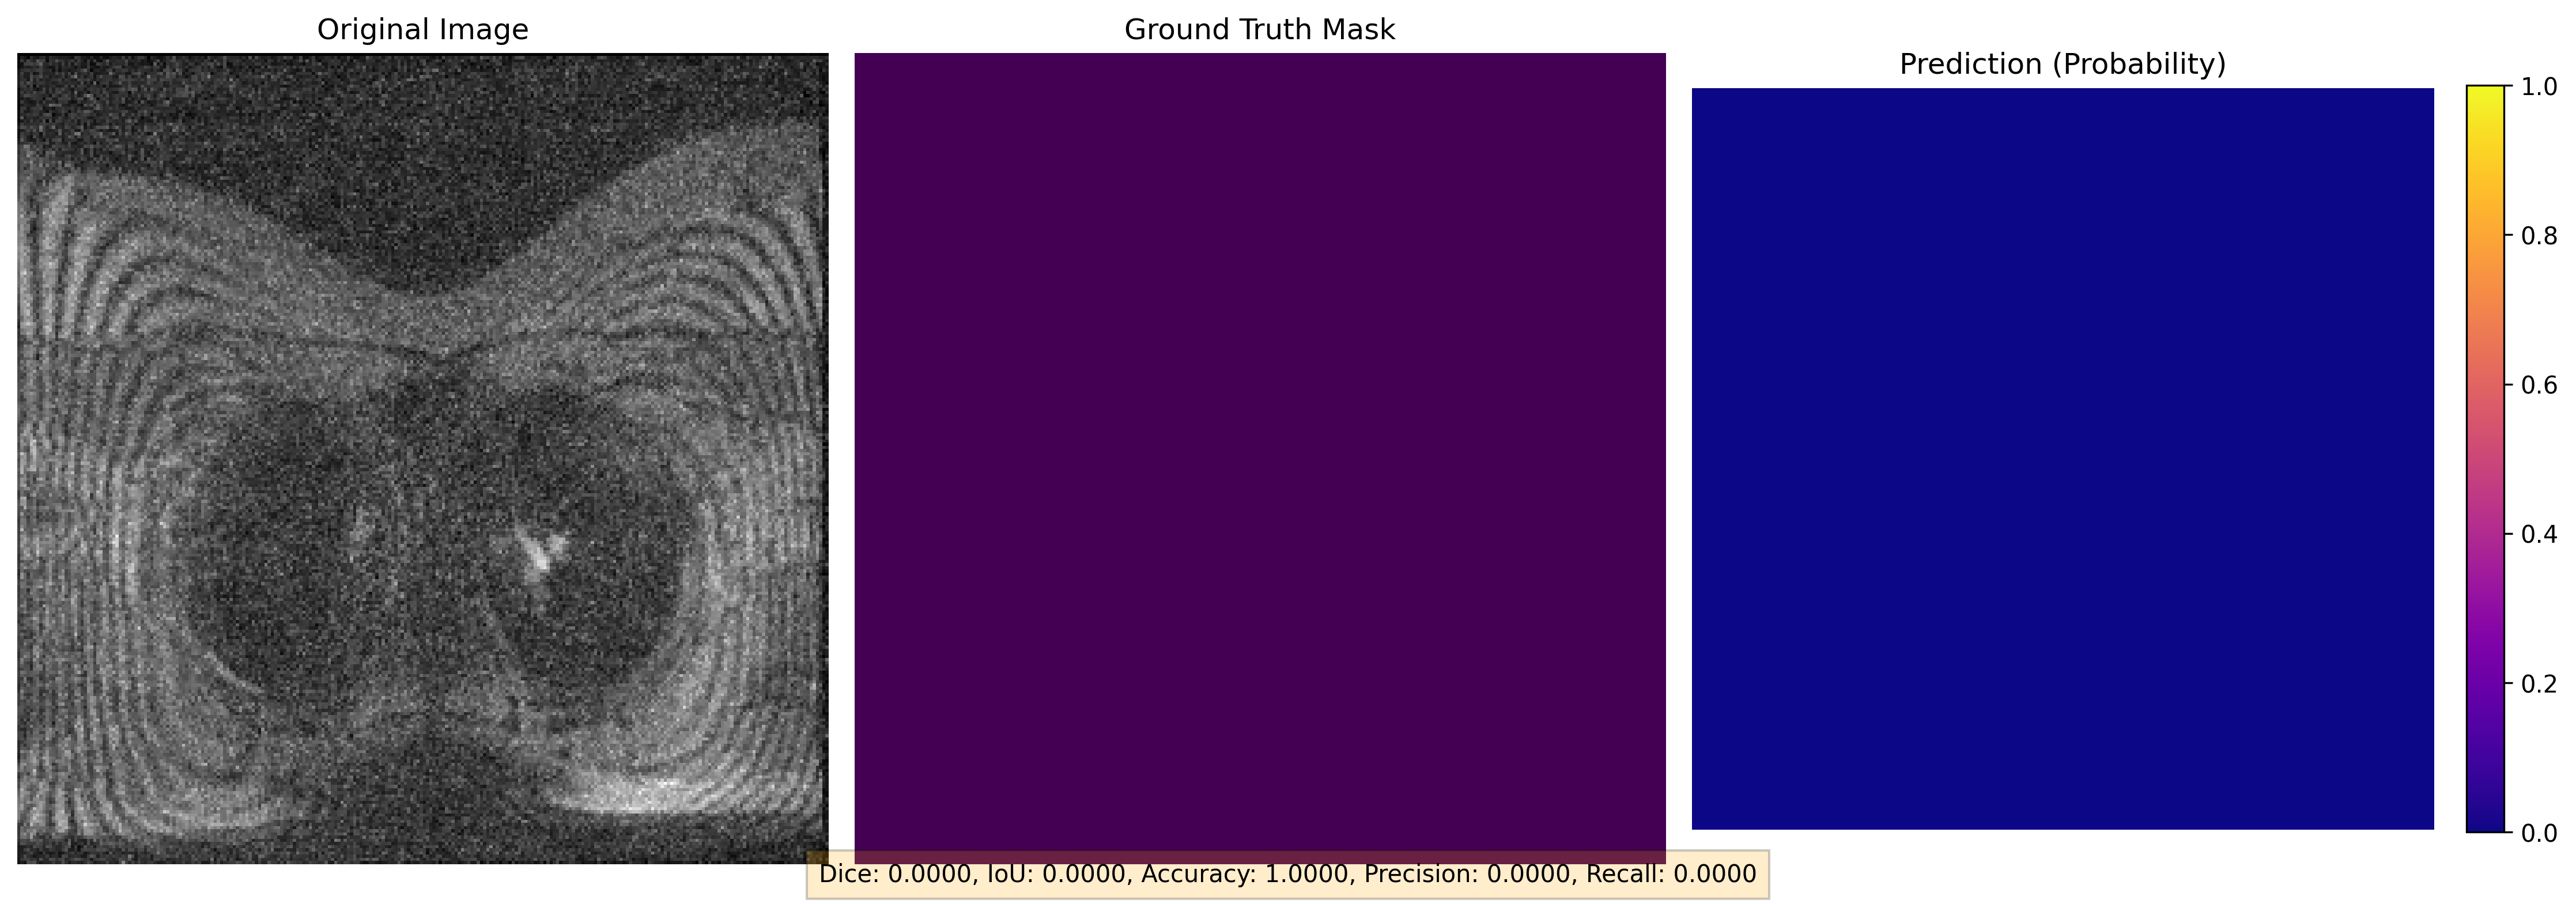 Original Image
Ground Truth Mask
Prediction (Probability)
1.0
0.8
0.6
0.4
0.2
0.0
Dice: 0.0000, IoU: 0.0000, Accuracy: 1.0000, Precision: 0.0000, Recall: 0.0000